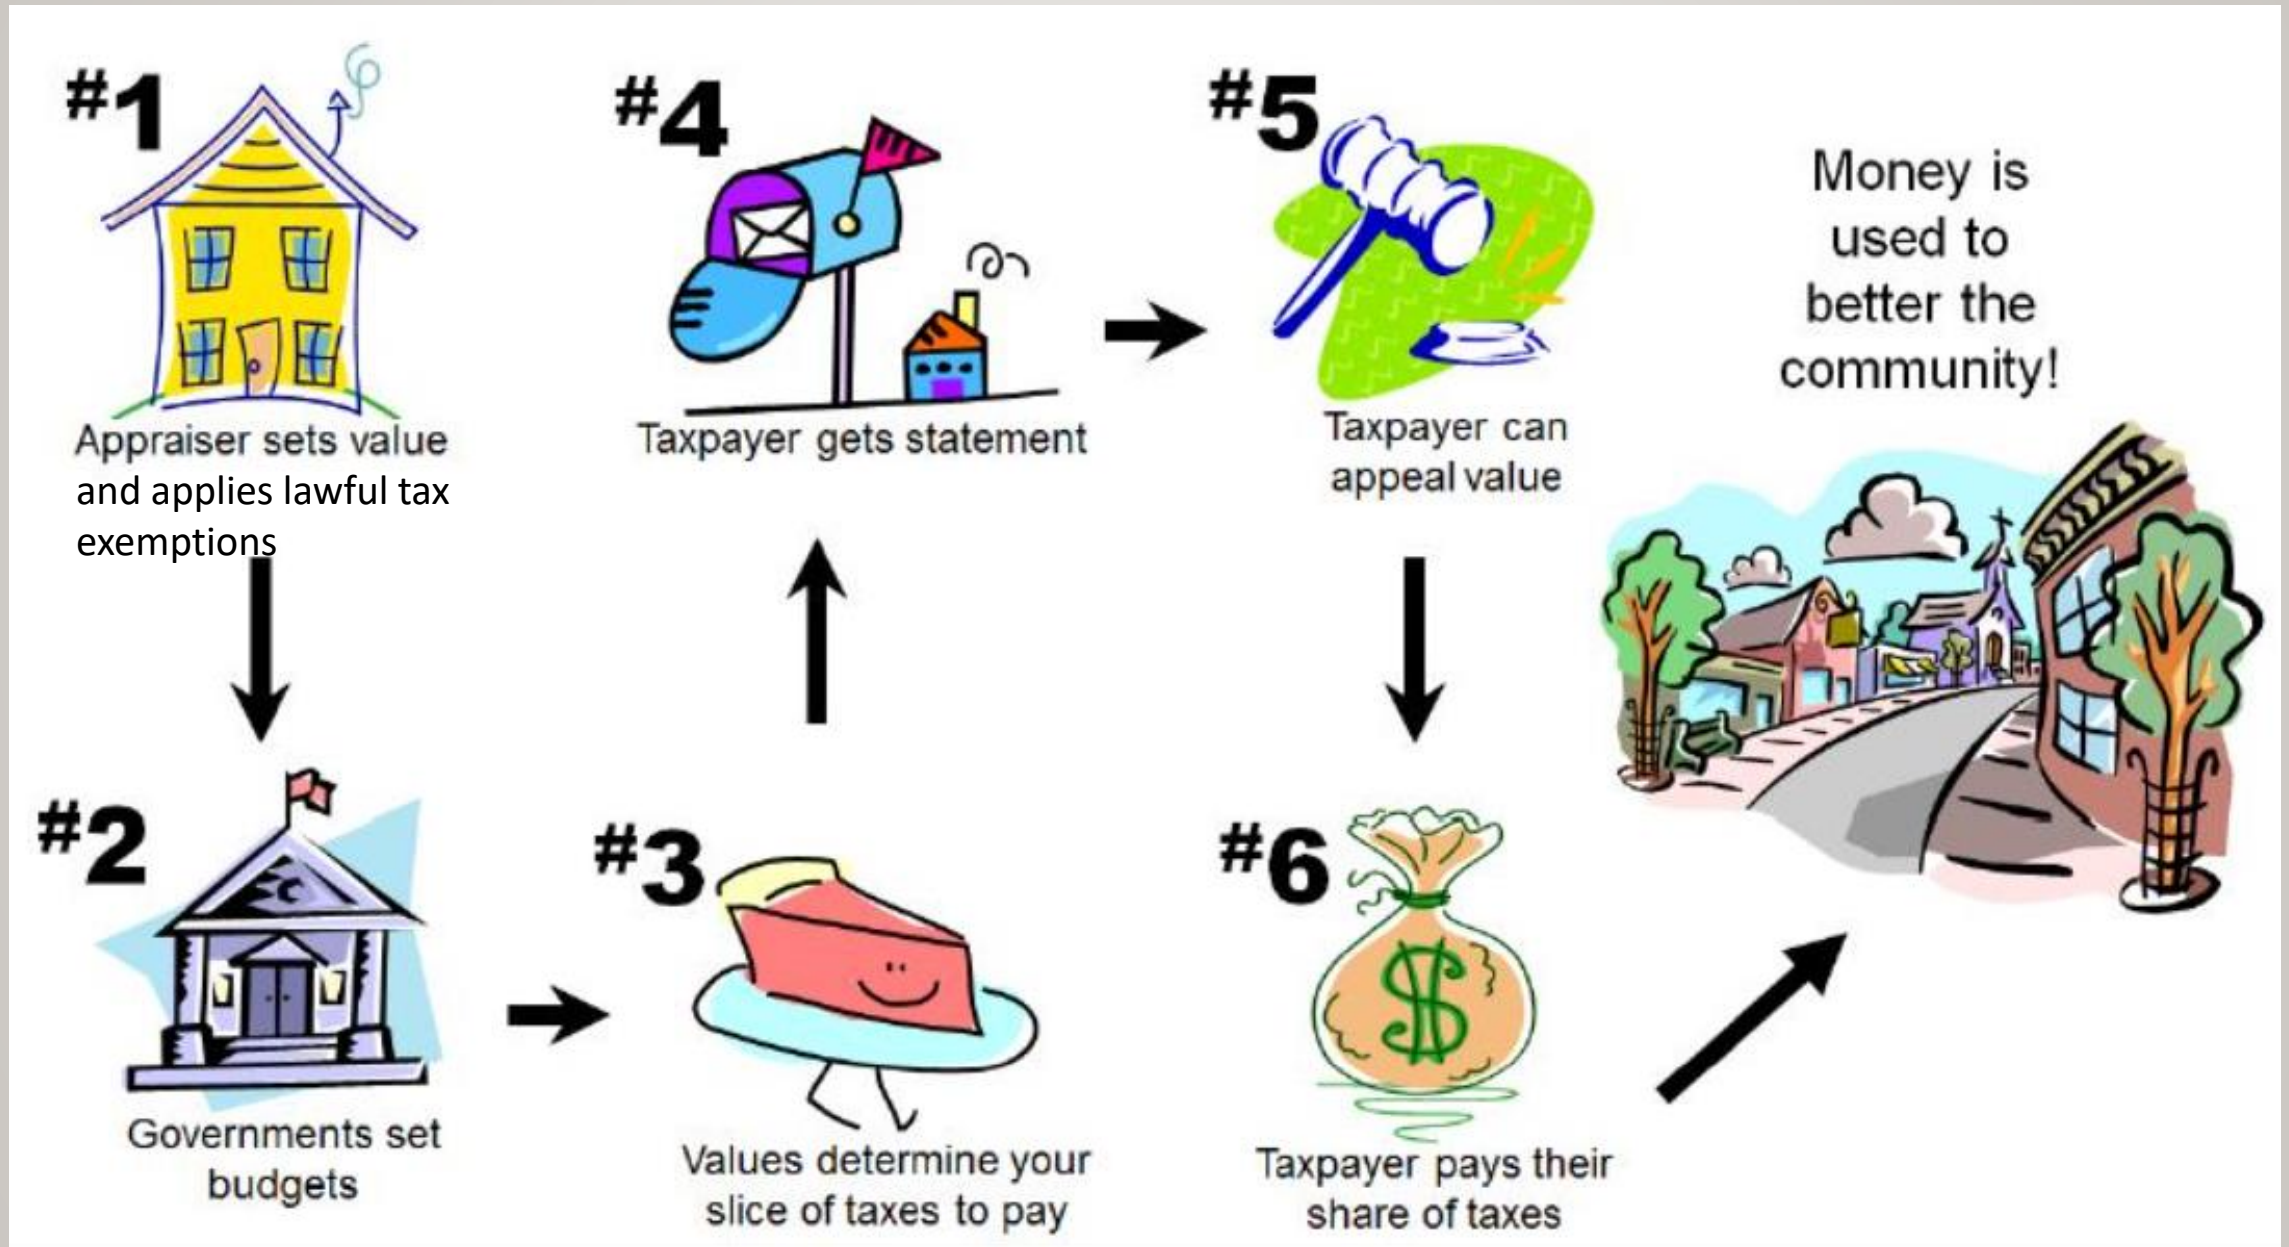 #1
Appraiser sets value
and applies lawful tax
exemptions
#2
Governments set
budgets
#3
Values determine your
slice of taxes to pay
#4
Taxpayer gets statement
#5
Taxpayer can
appeal value
#6
$
Taxpayer pays their
share of taxes
Money is
used to
better the
community!